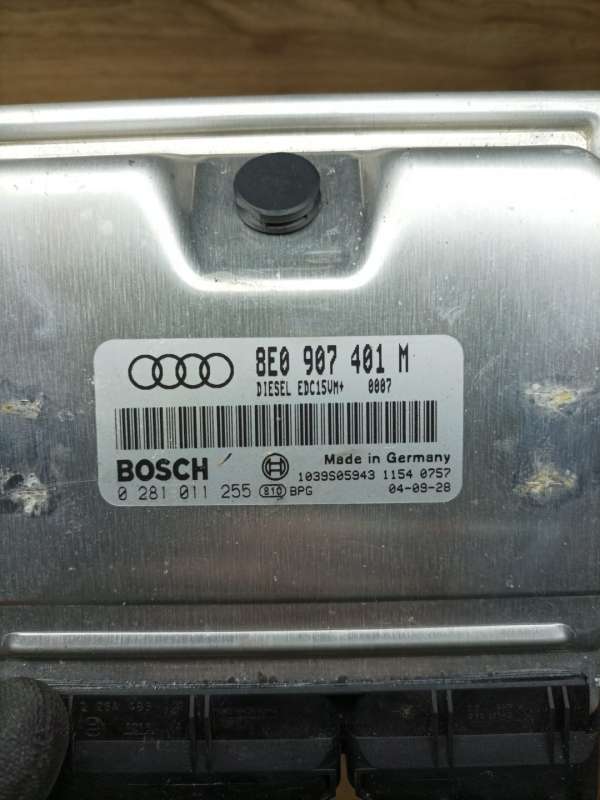 8E0 907 401 M
DIESEL EDC15VM+ 0007
BOSCH Made in Germany
1039S05943 1154 0757
0 281 011 255 810 BPG 04-09-28